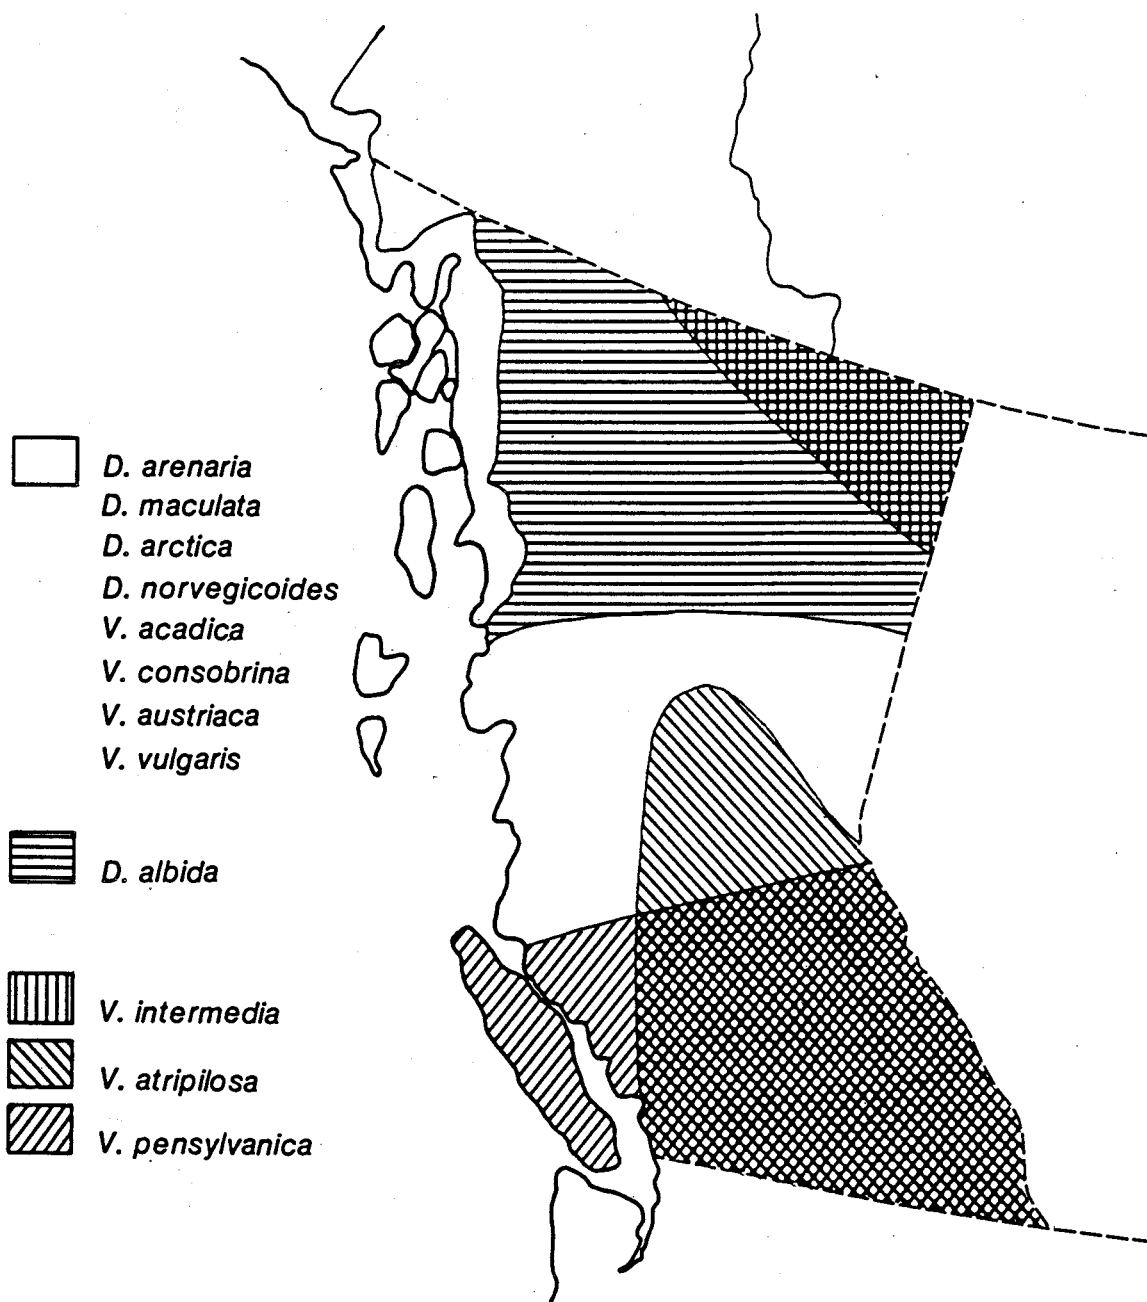 D. arenaria
D. maculata
D. arctica
D. norvegicoides
V. acadica
V. consobrina
V. austriaca
V. vulgaris
D. albida
V. intermedia
V. atripilosa
V. pensylvanica